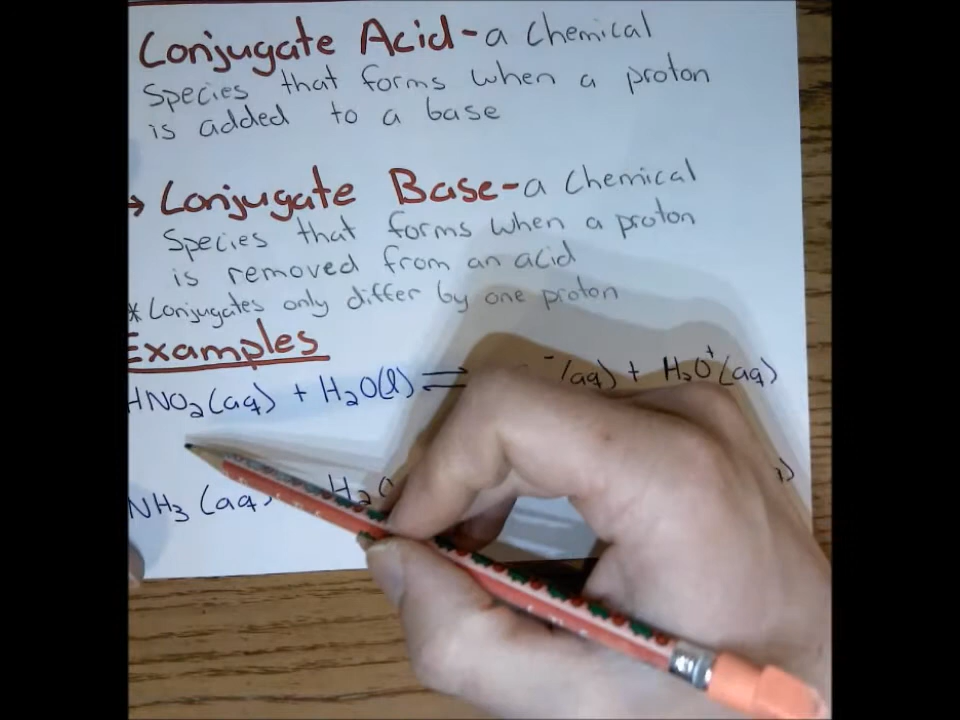 Conjugate Acid-a chemical
Species that forms when a proton
is added to a base
→ Conjugate Base-a chemical
Species that forms when a proton
is removed from an acid
* Conjugates only differ by one proton
Examples
HNO₂(aq) + H₂O(l) ⇌ ⁻(aq) + H₃O⁺(aq)
NH₃(aq) H₂O